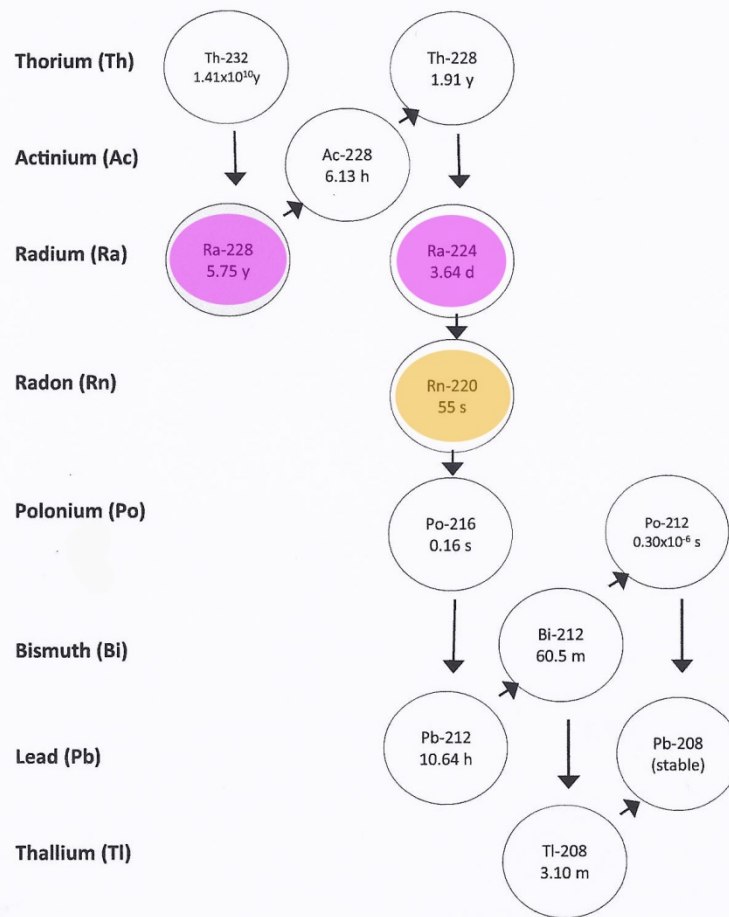 Thorium (Th)
Th-232
1.41x10¹⁰y
Th-228
1.91 y
Actinium (Ac)
Ac-228
6.13 h
Radium (Ra)
Ra-228
5.75 y
Ra-224
3.64 d
Radon (Rn)
Rn-220
55 s
Polonium (Po)
Po-216
0.16 s
Po-212
0.30x10⁻⁶ s
Bismuth (Bi)
Bi-212
60.5 m
Lead (Pb)
Pb-212
10.64 h
Pb-208
(stable)
Thallium (Tl)
Tl-208
3.10 m